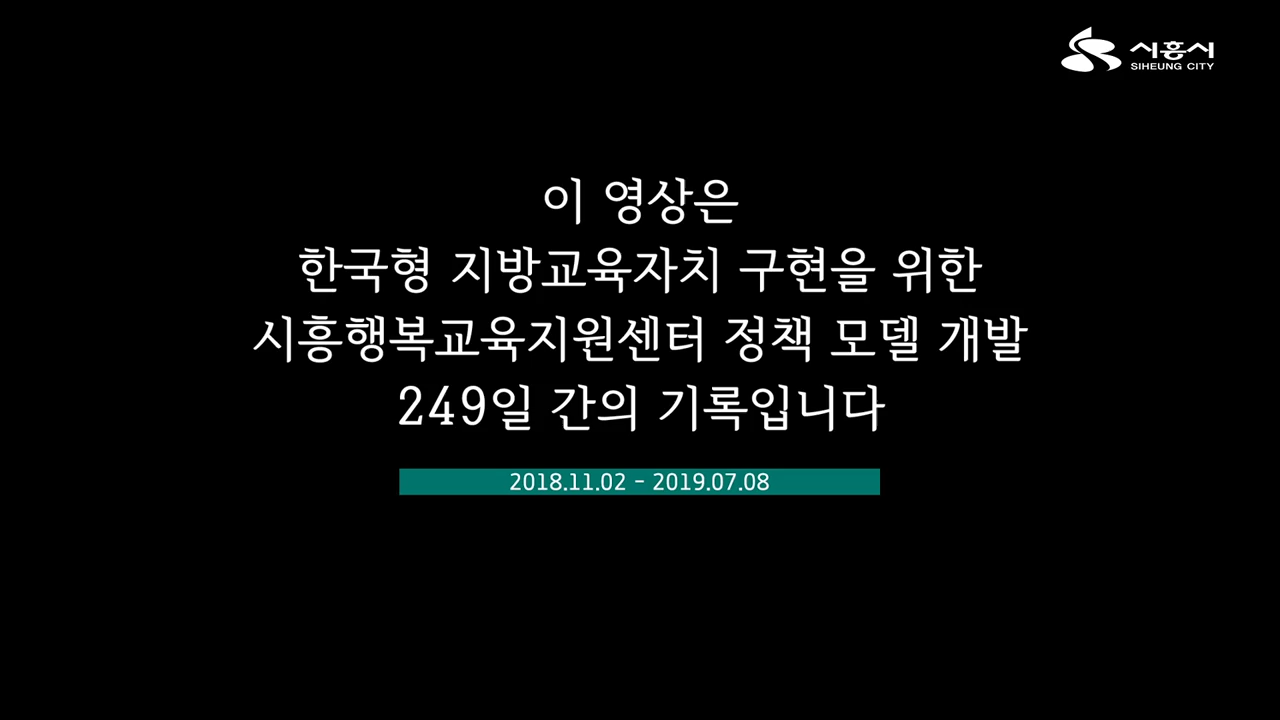 시흥시
SIHEUNG CITY
이 영상은
한국형 지방교육자치 구현을 위한
시흥행복교육지원센터 정책 모델 개발
249일 간의 기록입니다
2018.11.02 - 2019.07.08